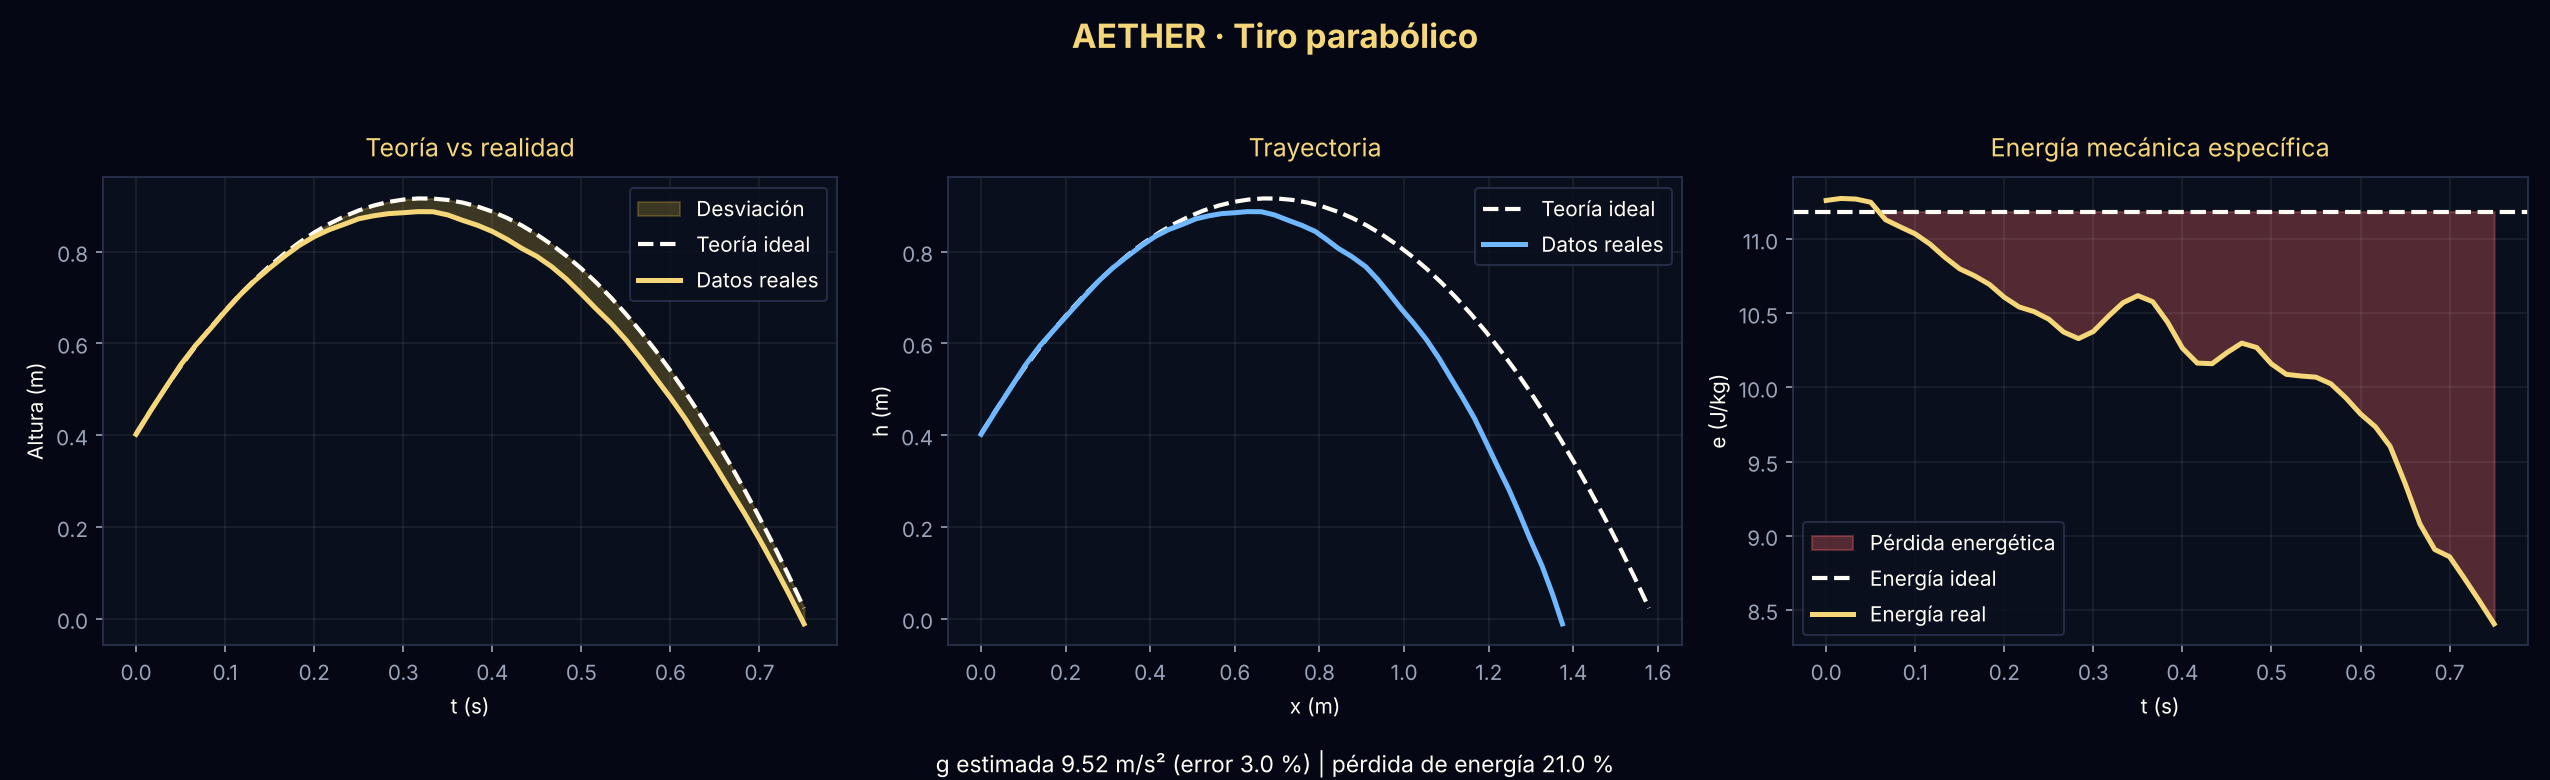 AETHER · Tiro parabólico
Teoría vs realidad
Altura (m)
0.8
0.6
0.4
0.2
0.0
Desviación
Teoría ideal
Datos reales
0.0 0.1 0.2 0.3 0.4 0.5 0.6 0.7
t (s)
Trayectoria
h (m)
0.8
0.6
0.4
0.2
0.0
Teoría ideal
Datos reales
0.0 0.2 0.4 0.6 0.8 1.0 1.2 1.4 1.6
x (m)
Energía mecánica específica
e (J/kg)
11.0
10.5
10.0
9.5
9.0
8.5
Pérdida energética
Energía ideal
Energía real
0.0 0.1 0.2 0.3 0.4 0.5 0.6 0.7
t (s)
g estimada 9.52 m/s² (error 3.0 %) | pérdida de energía 21.0 %